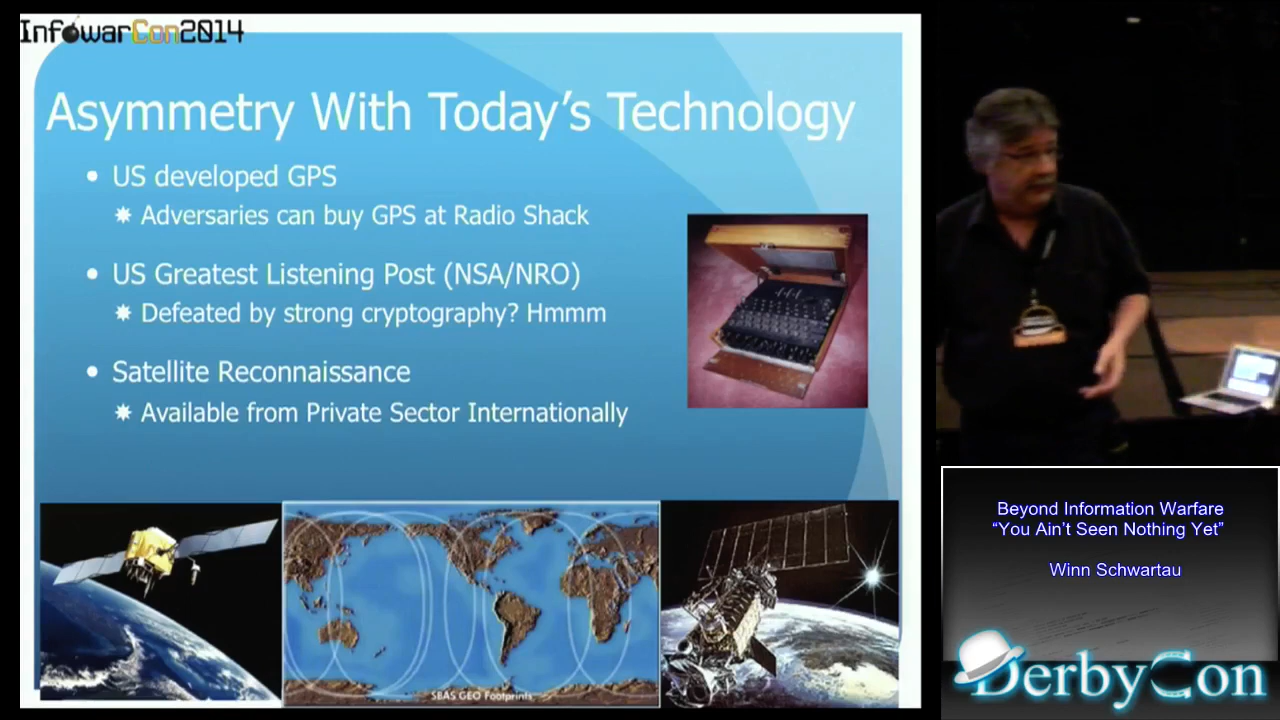 InfowarCon2014
Asymmetry With Today's Technology
• US developed GPS
✷ Adversaries can buy GPS at Radio Shack
• US Greatest Listening Post (NSA/NRO)
✷ Defeated by strong cryptography? Hmmm
• Satellite Reconnaissance
✷ Available from Private Sector Internationally
SBAS GEO Footprints
Beyond Information Warfare
“You Ain’t Seen Nothing Yet”
Winn Schwartau
DerbyCon